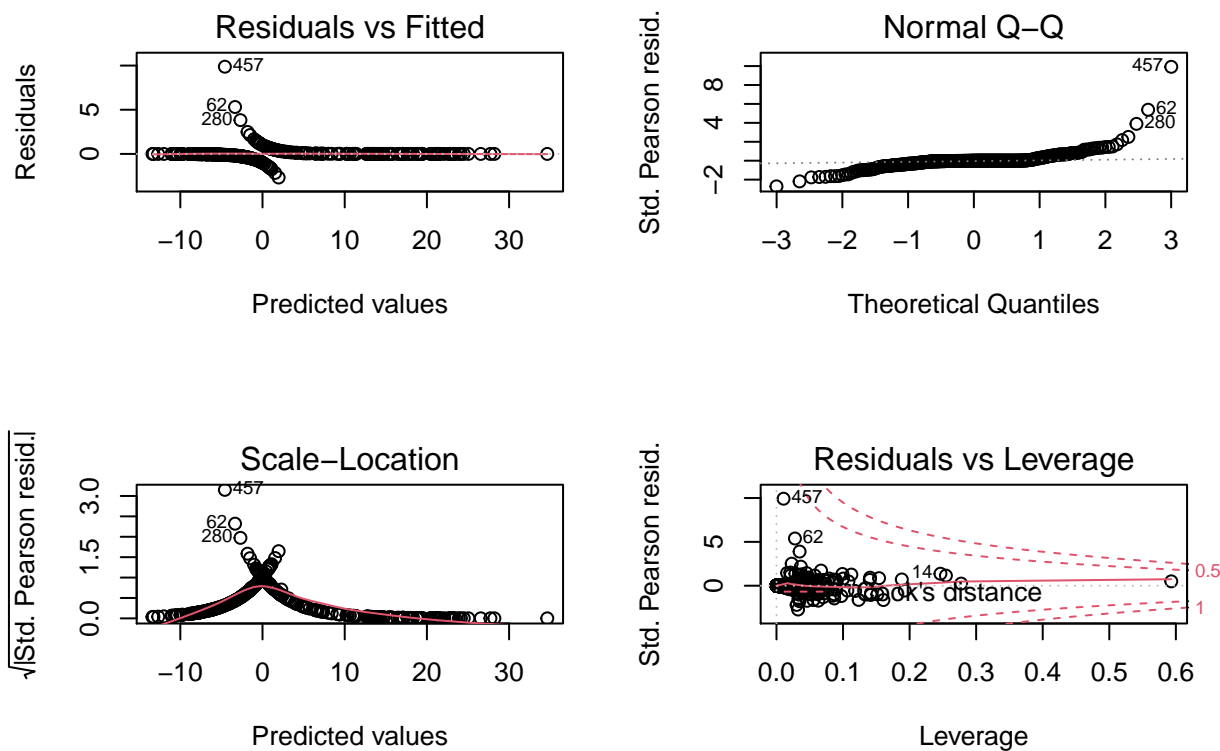 Residuals vs Fitted
Residuals
0 5
457
62
280
−10 0 10 20 30
Predicted values
Normal Q−Q
Std. Pearson resid.
−2 4 8
457
62
280
−3 −2 −1 0 1 2 3
Theoretical Quantiles
Scale−Location
√|Std. Pearson resid.|
0.0 1.5 3.0
457
62
280
−10 0 10 20 30
Predicted values
Residuals vs Leverage
Std. Pearson resid.
0 5
457
62
14
k's distance
0.5
1
0.0 0.1 0.2 0.3 0.4 0.5 0.6
Leverage